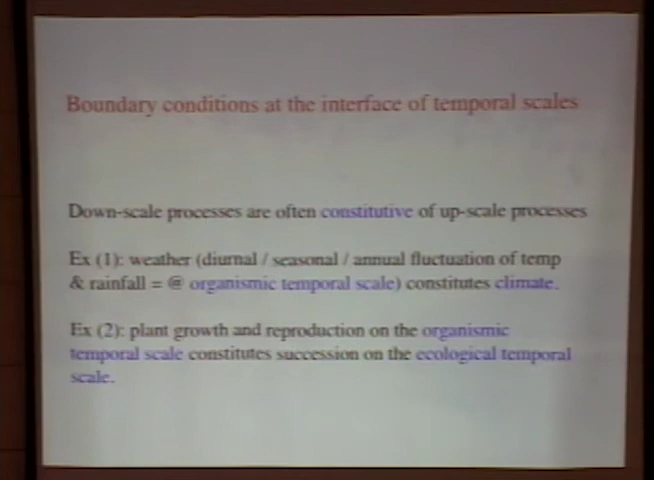 Boundary conditions at the interface of temporal scales
Down-scale processes are often constitutive of up-scale processes
Ex (1): weather (diurnal / seasonal / annual fluctuation of temp
& rainfall = @ organismic temporal scale) constitutes climate.
Ex (2): plant growth and reproduction on the organismic
temporal scale constitutes succession on the ecological temporal
scale.